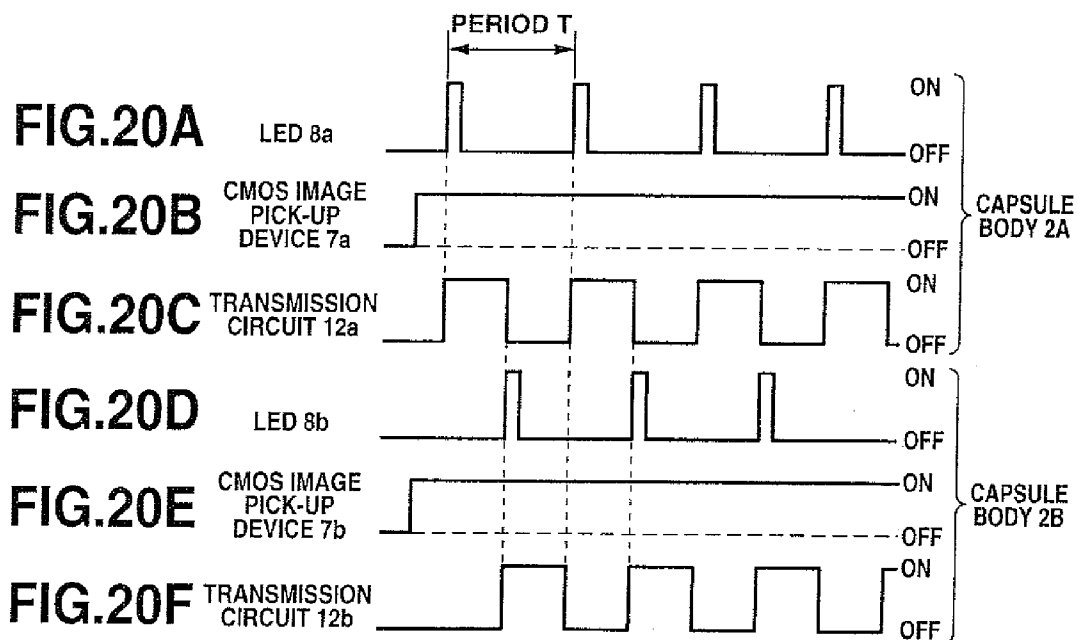 PERIOD T
FIG.20A
LED 8a
ON
OFF
FIG.20B
CMOS IMAGE
PICK-UP
DEVICE 7a
ON
OFF
CAPSULE
BODY 2A
FIG.20C
TRANSMISSION
CIRCUIT 12a
ON
OFF
FIG.20D
LED 8b
ON
OFF
FIG.20E
CMOS IMAGE
PICK-UP
DEVICE 7b
ON
OFF
CAPSULE
BODY 2B
FIG.20F
TRANSMISSION
CIRCUIT 12b
ON
OFF